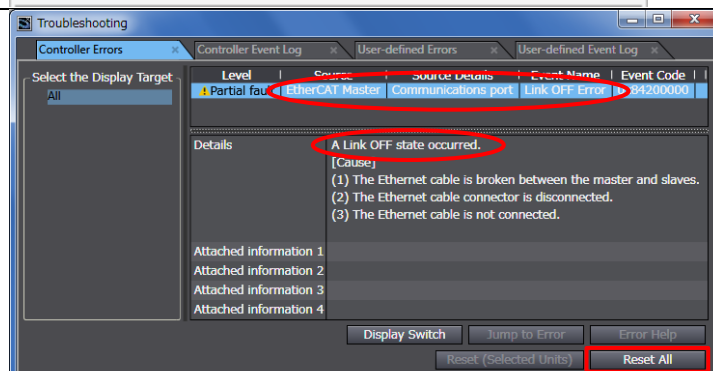 Troubleshooting
Controller Errors Controller Event Log User-defined Errors User-defined Event Log
Select the Display Target
All
Level Source Source Details Event Name Event Code
Partial fau EtherCAT Master Communications port Link OFF Error 84200000
Details A Link OFF state occurred.
[Cause]
(1) The Ethernet cable is broken between the master and slaves.
(2) The Ethernet cable connector is disconnected.
(3) The Ethernet cable is not connected.
Attached information 1
Attached information 2
Attached information 3
Attached information 4
Display Switch Jump to Error Error Help
Reset (Selected Units) Reset All